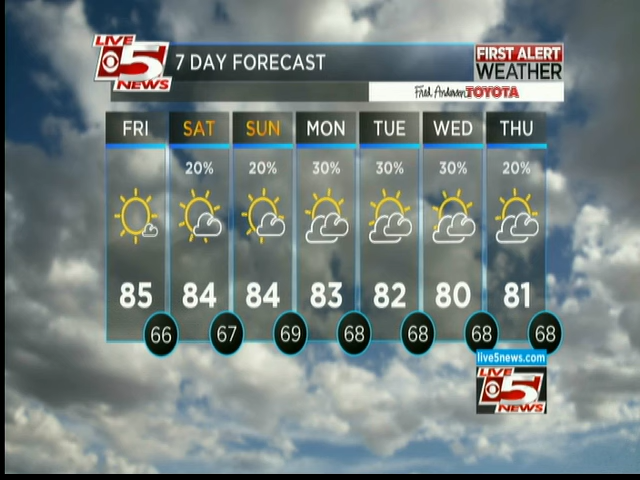 LIVE
5
NEWS
7 DAY FORECAST
FIRST ALERT
WEATHER
Fred Anderson TOYOTA
FRI SAT SUN MON TUE WED THU
20% 20% 30% 30% 30% 20%
85 84 84 83 82 80 81
66 67 69 68 68 68 68
live5news.com
LIVE
5
NEWS